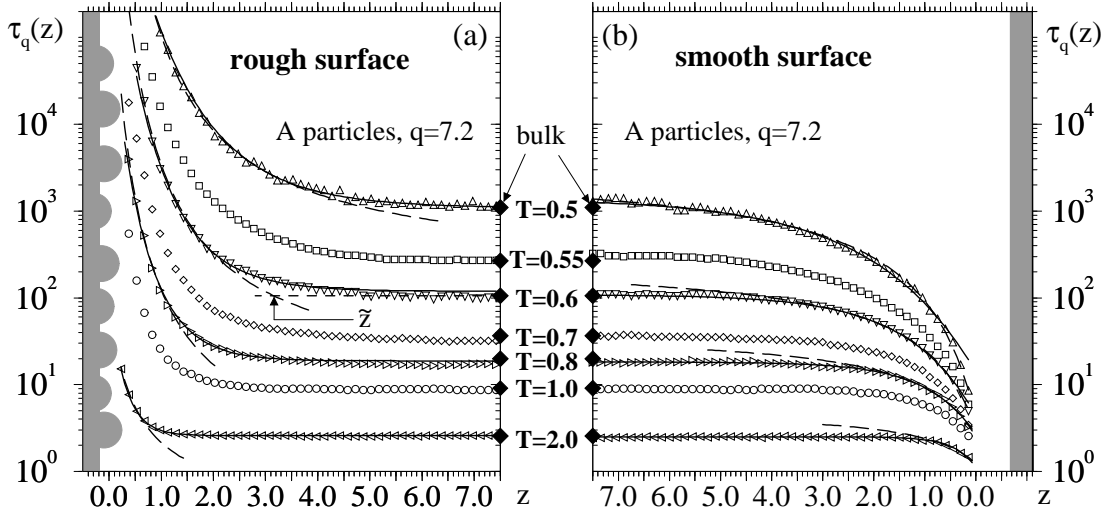 τq(z)
(a)
(b)
τq(z)
rough surface
smooth surface
10^4
A particles, q=7.2
bulk
A particles, q=7.2
10^4
10^3
T=0.5
10^3
T=0.55
10^2
T=0.6
10^2
z̃
T=0.7
T=0.8
10^1
T=1.0
10^1
T=2.0
10^0
10^0
0.0 1.0 2.0 3.0 4.0 5.0 6.0 7.0 z
7.0 6.0 5.0 4.0 3.0 2.0 1.0 0.0 z